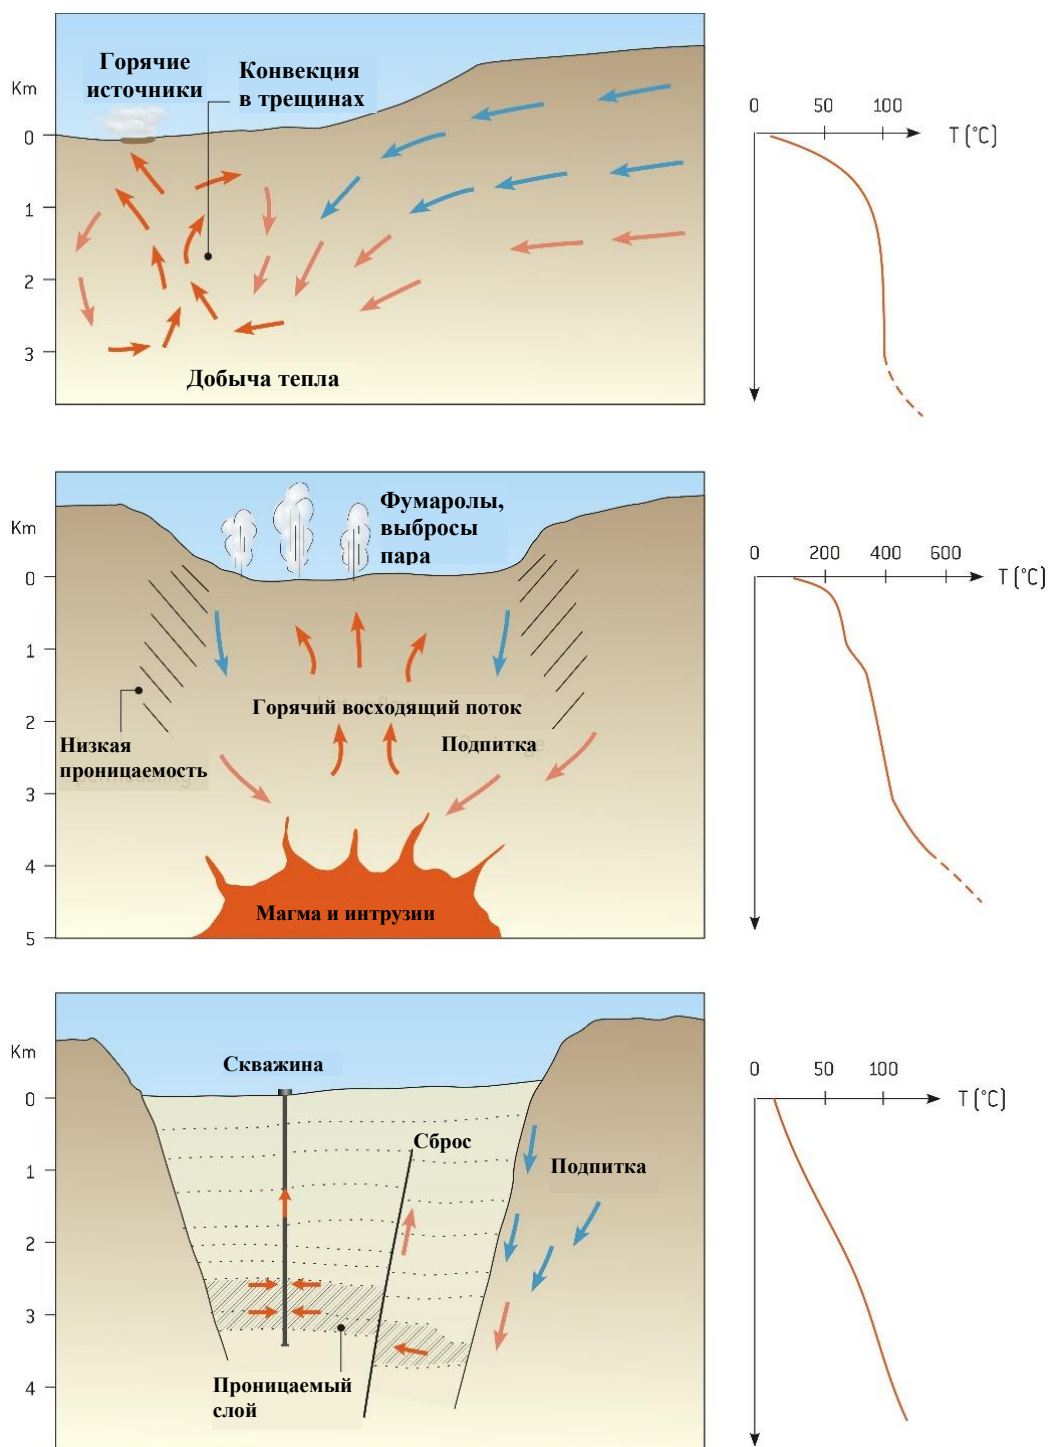 Горячие
источники
Конвекция
в трещинах
Km
0
1
2
3
Добыча тепла
0 50 100
T (°C)
Фумаролы,
выбросы
пара
Km
0
1
2
3
4
5
Горячий восходящий поток
Подпитка
Низкая
проницаемость
Магма и интрузии
0 200 400 600
T (°C)
Km
0
1
2
3
4
Скважина
Сброс
Подпитка
Проницаемый
слой
0 50 100
T (°C)